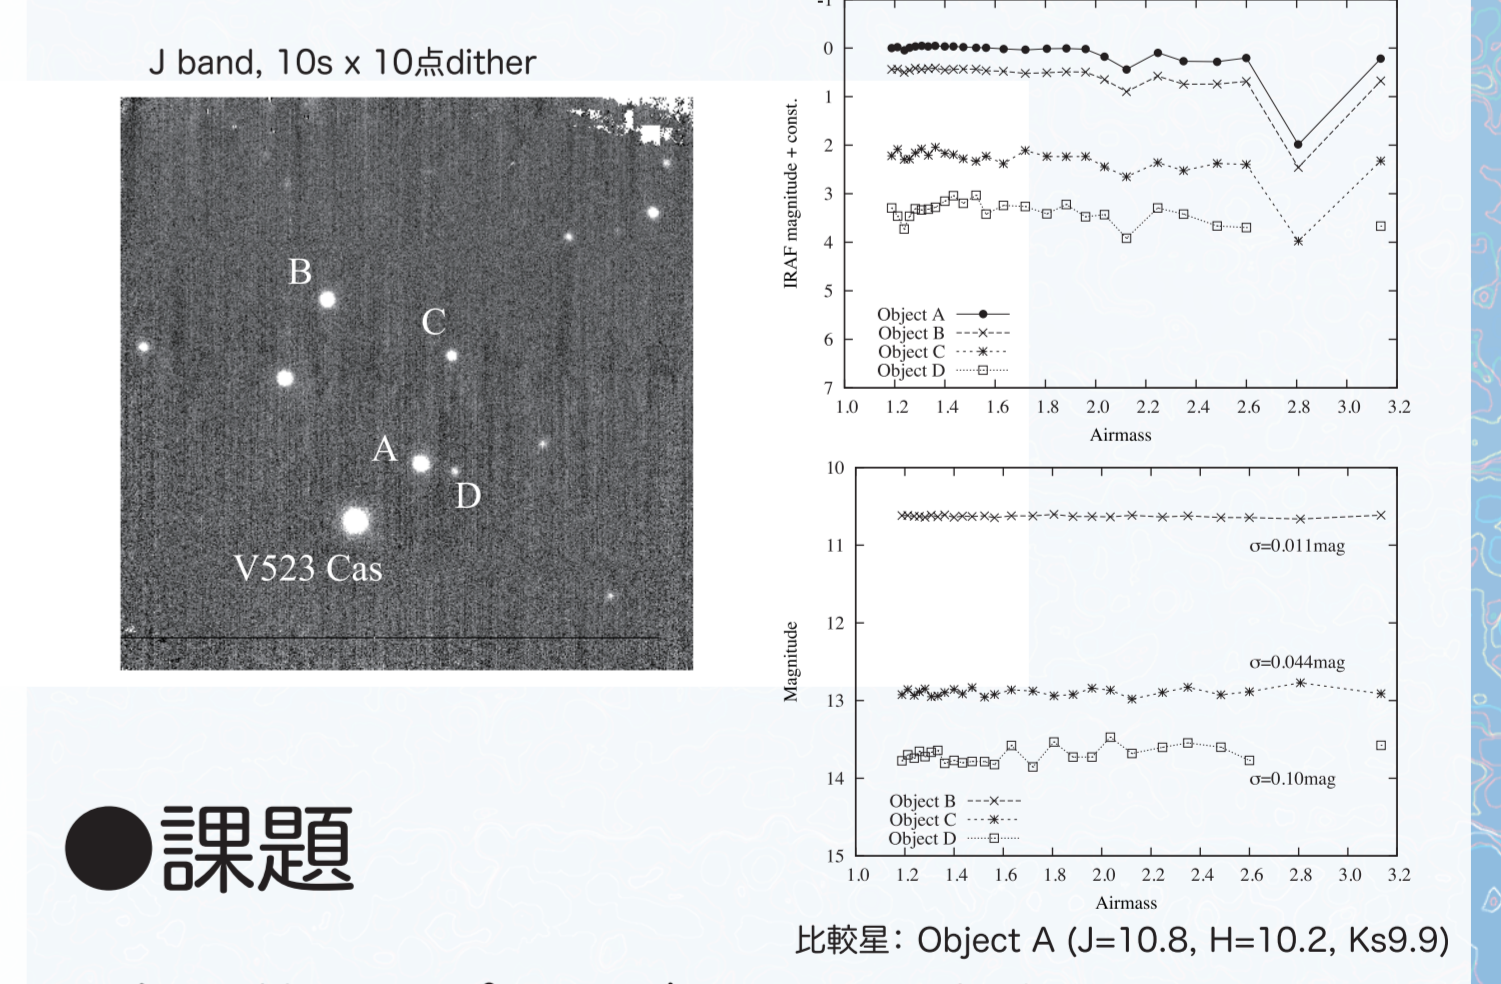 J band, 10s x 10点dither
B
C
A
D
V523 Cas
●課題
-1
0
1
2
3
4
5
6
7
IRAF magnitude + const.
Object A
Object B
Object C
Object D
1.0 1.2 1.4 1.6 1.8 2.0 2.2 2.4 2.6 2.8 3.0 3.2
Airmass
10
11
12
13
14
15
Magnitude
σ=0.011mag
σ=0.044mag
σ=0.10mag
Object B
Object C
Object D
1.0 1.2 1.4 1.6 1.8 2.0 2.2 2.4 2.6 2.8 3.0 3.2
Airmass
比較星：Object A (J=10.8, H=10.2, Ks9.9)